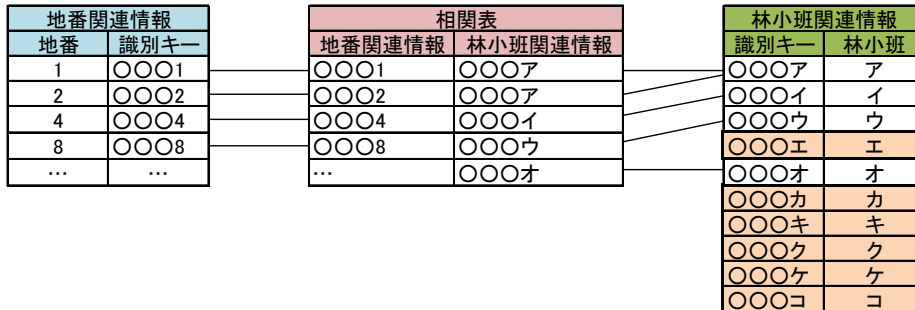 地番関連情報 相関表 林小班関連情報
地番 識別キー 地番関連情報 林小班関連情報 識別キー 林小班
1 〇〇〇1 〇〇〇1 〇〇〇ア 〇〇〇ア ア
2 〇〇〇2 〇〇〇2 〇〇〇ア 〇〇〇イ イ
4 〇〇〇4 〇〇〇4 〇〇〇イ 〇〇〇ウ ウ
8 〇〇〇8 〇〇〇8 〇〇〇ウ 〇〇〇エ エ
… … … 〇〇〇オ 〇〇〇オ オ
〇〇〇カ カ
〇〇〇キ キ
〇〇〇ク ク
〇〇〇ケ ケ
〇〇〇コ コ